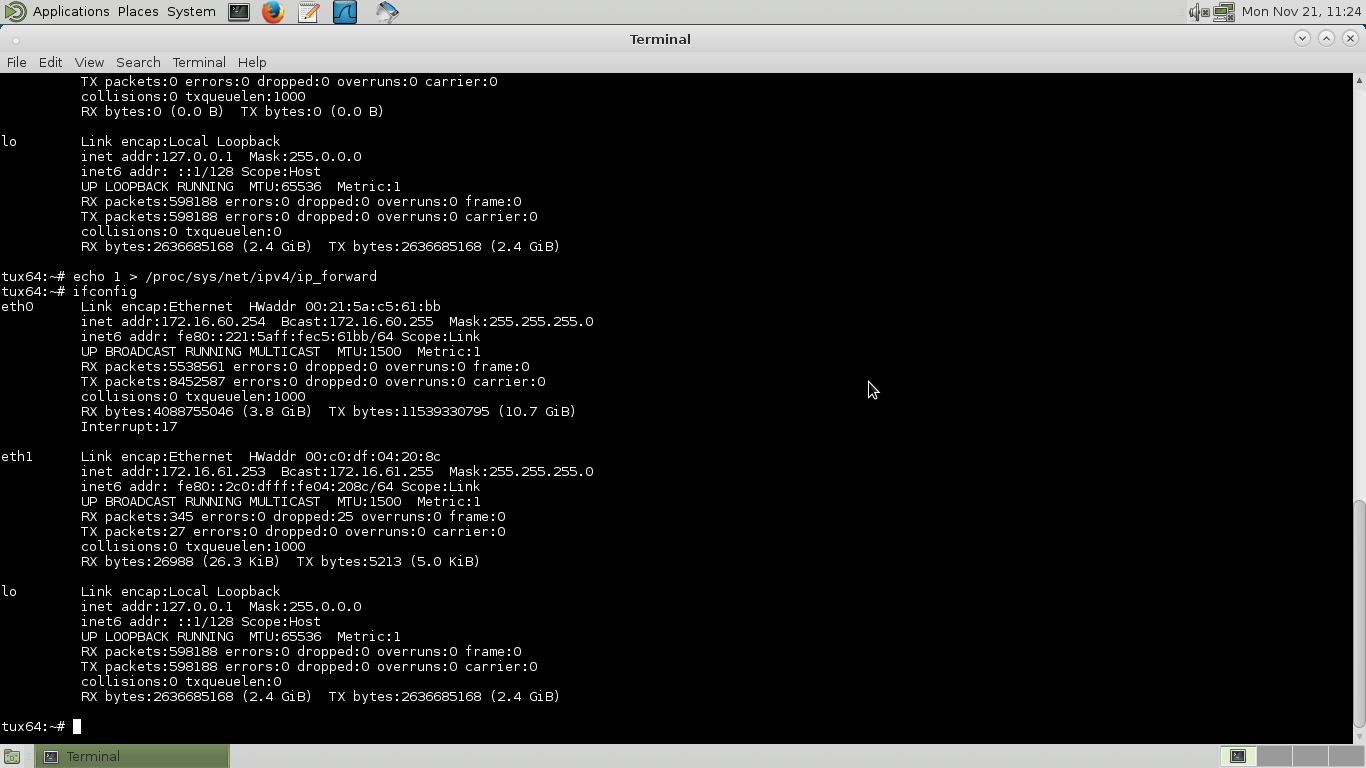 Applications Places System
Mon Nov 21, 11:24
Terminal
File Edit View Search Terminal Help
          TX packets:0 errors:0 dropped:0 overruns:0 carrier:0
          collisions:0 txqueuelen:1000
          RX bytes:0 (0.0 B)  TX bytes:0 (0.0 B)
lo        Link encap:Local Loopback
          inet addr:127.0.0.1  Mask:255.0.0.0
          inet6 addr: ::1/128 Scope:Host
          UP LOOPBACK RUNNING  MTU:65536  Metric:1
          RX packets:598188 errors:0 dropped:0 overruns:0 frame:0
          TX packets:598188 errors:0 dropped:0 overruns:0 carrier:0
          collisions:0 txqueuelen:0
          RX bytes:2636685168 (2.4 GiB)  TX bytes:2636685168 (2.4 GiB)
tux64:~# echo 1 > /proc/sys/net/ipv4/ip_forward
tux64:~# ifconfig
eth0      Link encap:Ethernet  HWaddr 00:21:5a:c5:61:bb
          inet addr:172.16.60.254  Bcast:172.16.60.255  Mask:255.255.255.0
          inet6 addr: fe80::221:5aff:fec5:61bb/64 Scope:Link
          UP BROADCAST RUNNING MULTICAST  MTU:1500  Metric:1
          RX packets:5538561 errors:0 dropped:0 overruns:0 frame:0
          TX packets:8452587 errors:0 dropped:0 overruns:0 carrier:0
          collisions:0 txqueuelen:1000
          RX bytes:4088755046 (3.8 GiB)  TX bytes:11539330795 (10.7 GiB)
          Interrupt:17
eth1      Link encap:Ethernet  HWaddr 00:c0:df:04:20:8c
          inet addr:172.16.61.253  Bcast:172.16.61.255  Mask:255.255.255.0
          inet6 addr: fe80::2c0:dfff:fe04:208c/64 Scope:Link
          UP BROADCAST RUNNING MULTICAST  MTU:1500  Metric:1
          RX packets:345 errors:0 dropped:25 overruns:0 frame:0
          TX packets:27 errors:0 dropped:0 overruns:0 carrier:0
          collisions:0 txqueuelen:1000
          RX bytes:26988 (26.3 KiB)  TX bytes:5213 (5.0 KiB)
lo        Link encap:Local Loopback
          inet addr:127.0.0.1  Mask:255.0.0.0
          inet6 addr: ::1/128 Scope:Host
          UP LOOPBACK RUNNING  MTU:65536  Metric:1
          RX packets:598188 errors:0 dropped:0 overruns:0 frame:0
          TX packets:598188 errors:0 dropped:0 overruns:0 carrier:0
          collisions:0 txqueuelen:0
          RX bytes:2636685168 (2.4 GiB)  TX bytes:2636685168 (2.4 GiB)
tux64:~#
Terminal